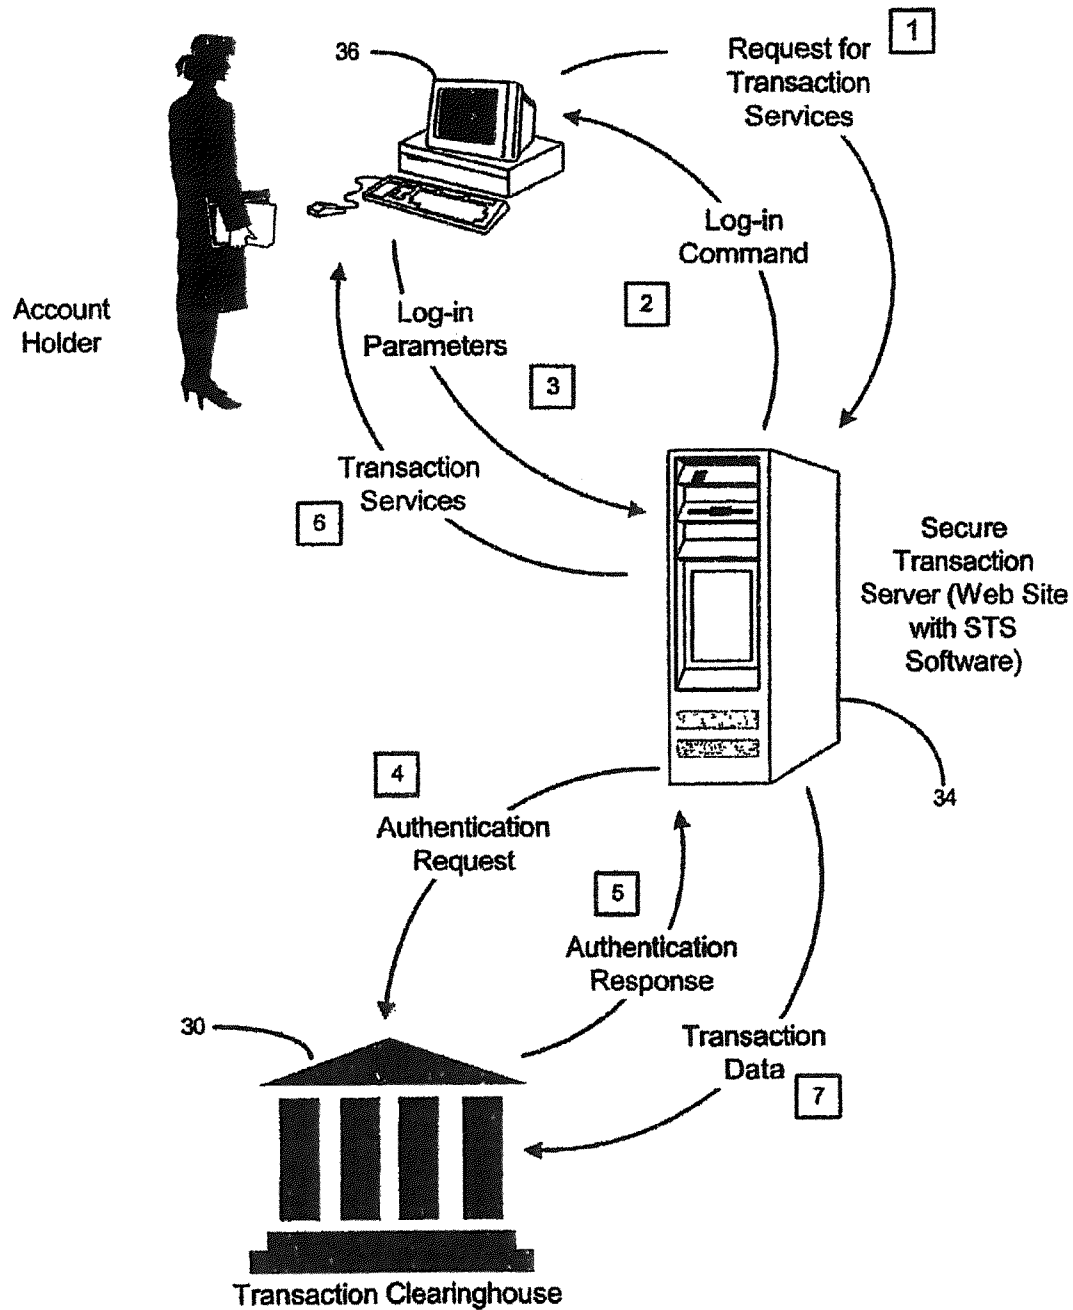 1
36
Request for
Transaction
Services
Log-in
Command
2
Account
Holder
Log-in
Parameters
3
Transaction
Services
6
Secure
Transaction
Server (Web Site
with STS
Software)
4
34
Authentication
Request
5
Authentication
Response
30
Transaction
Data
7
Transaction Clearinghouse